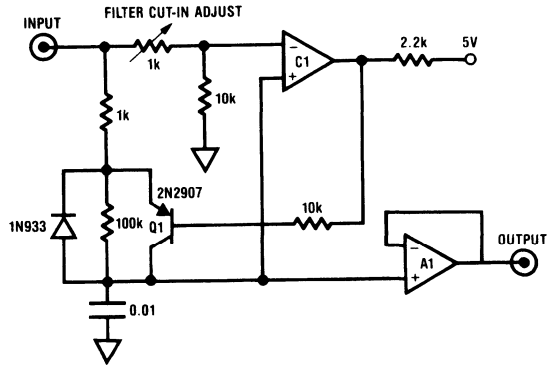 FILTER CUT-IN ADJUST
INPUT
1k
10k
−
+
C1
2.2k
5V
1k
2N2907
1N933
100k
Q1
10k
−
+
A1
OUTPUT
0.01